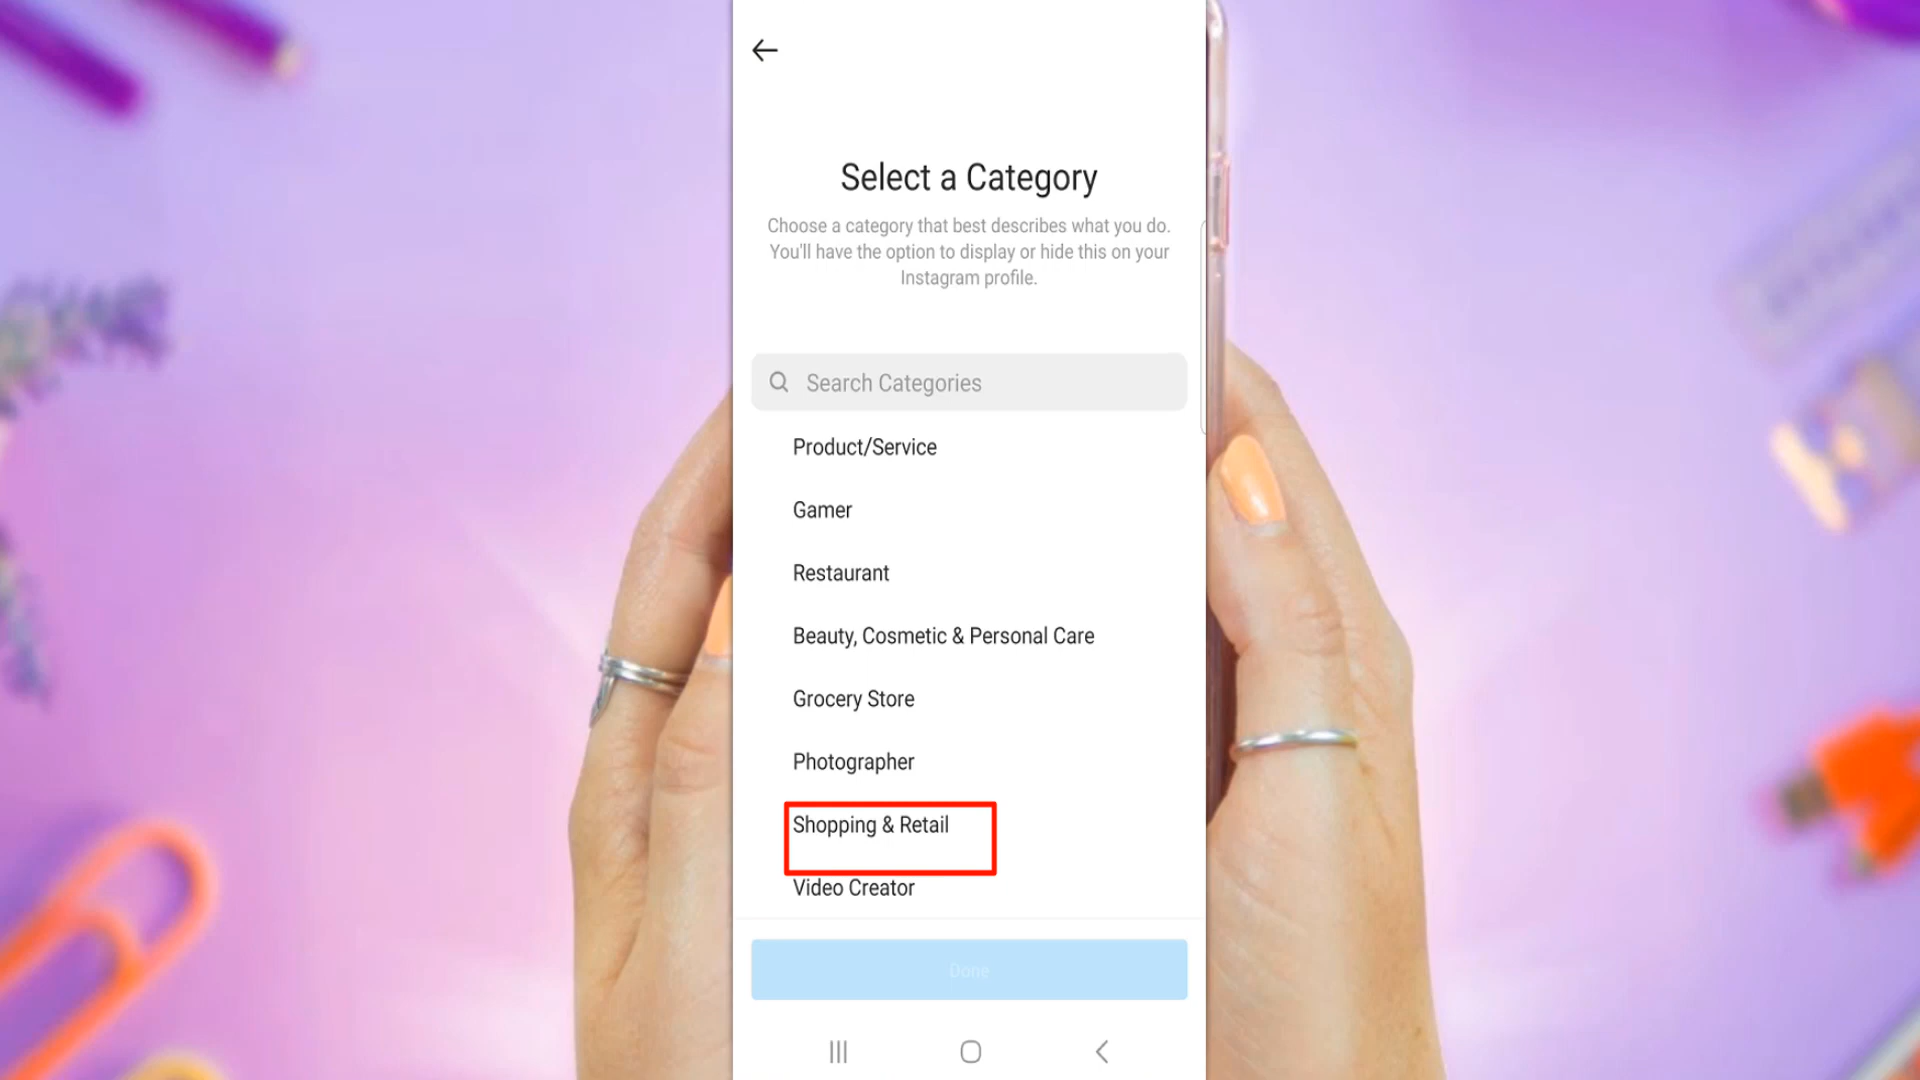 Select a Category
Choose a category that best describes what you do.
You'll have the option to display or hide this on your
Instagram profile.
Search Categories
Product/Service
Gamer
Restaurant
Beauty, Cosmetic & Personal Care
Grocery Store
Photographer
Shopping & Retail
Video Creator
Done